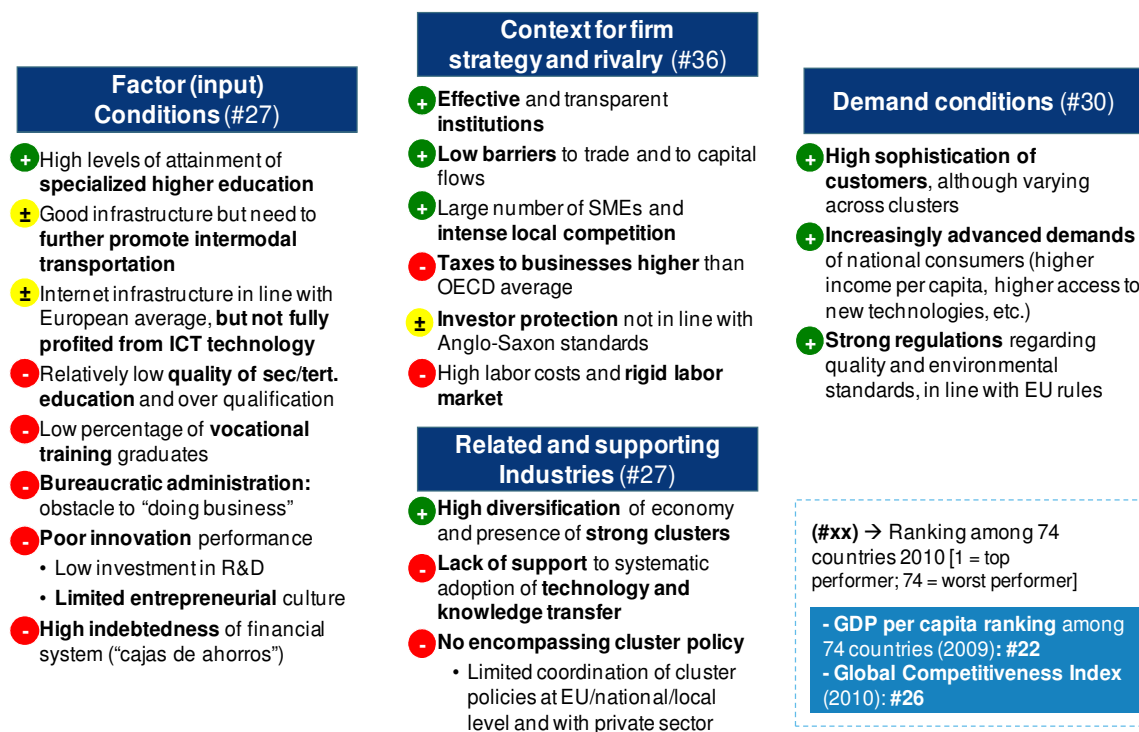 Factor (input)
Conditions (#27)
+ High levels of attainment of
specialized higher education
± Good infrastructure but need to
further promote intermodal
transportation
± Internet infrastructure in line with
European average, but not fully
profited from ICT technology
- Relatively low quality of sec/tert.
education and over qualification
- Low percentage of vocational
training graduates
- Bureaucratic administration:
obstacle to “doing business”
- Poor innovation performance
• Low investment in R&D
• Limited entrepreneurial culture
- High indebtedness of financial
system (“cajas de ahorros”)
Context for firm
strategy and rivalry (#36)
+ Effective and transparent
institutions
+ Low barriers to trade and to capital
flows
+ Large number of SMEs and
intense local competition
- Taxes to businesses higher than
OECD average
± Investor protection not in line with
Anglo-Saxon standards
- High labor costs and rigid labor
market
Related and supporting
Industries (#27)
+ High diversification of economy
and presence of strong clusters
- Lack of support to systematic
adoption of technology and
knowledge transfer
- No encompassing cluster policy
• Limited coordination of cluster
policies at EU/national/local
level and with private sector
Demand conditions (#30)
+ High sophistication of
customers, although varying
across clusters
+ Increasingly advanced demands
of national consumers (higher
income per capita, higher access to
new technologies, etc.)
+ Strong regulations regarding
quality and environmental
standards, in line with EU rules
(#xx) → Ranking among 74
countries 2010 [1 = top
performer; 74 = worst performer]
- GDP per capita ranking among
74 countries (2009): #22
- Global Competitiveness Index
(2010): #26